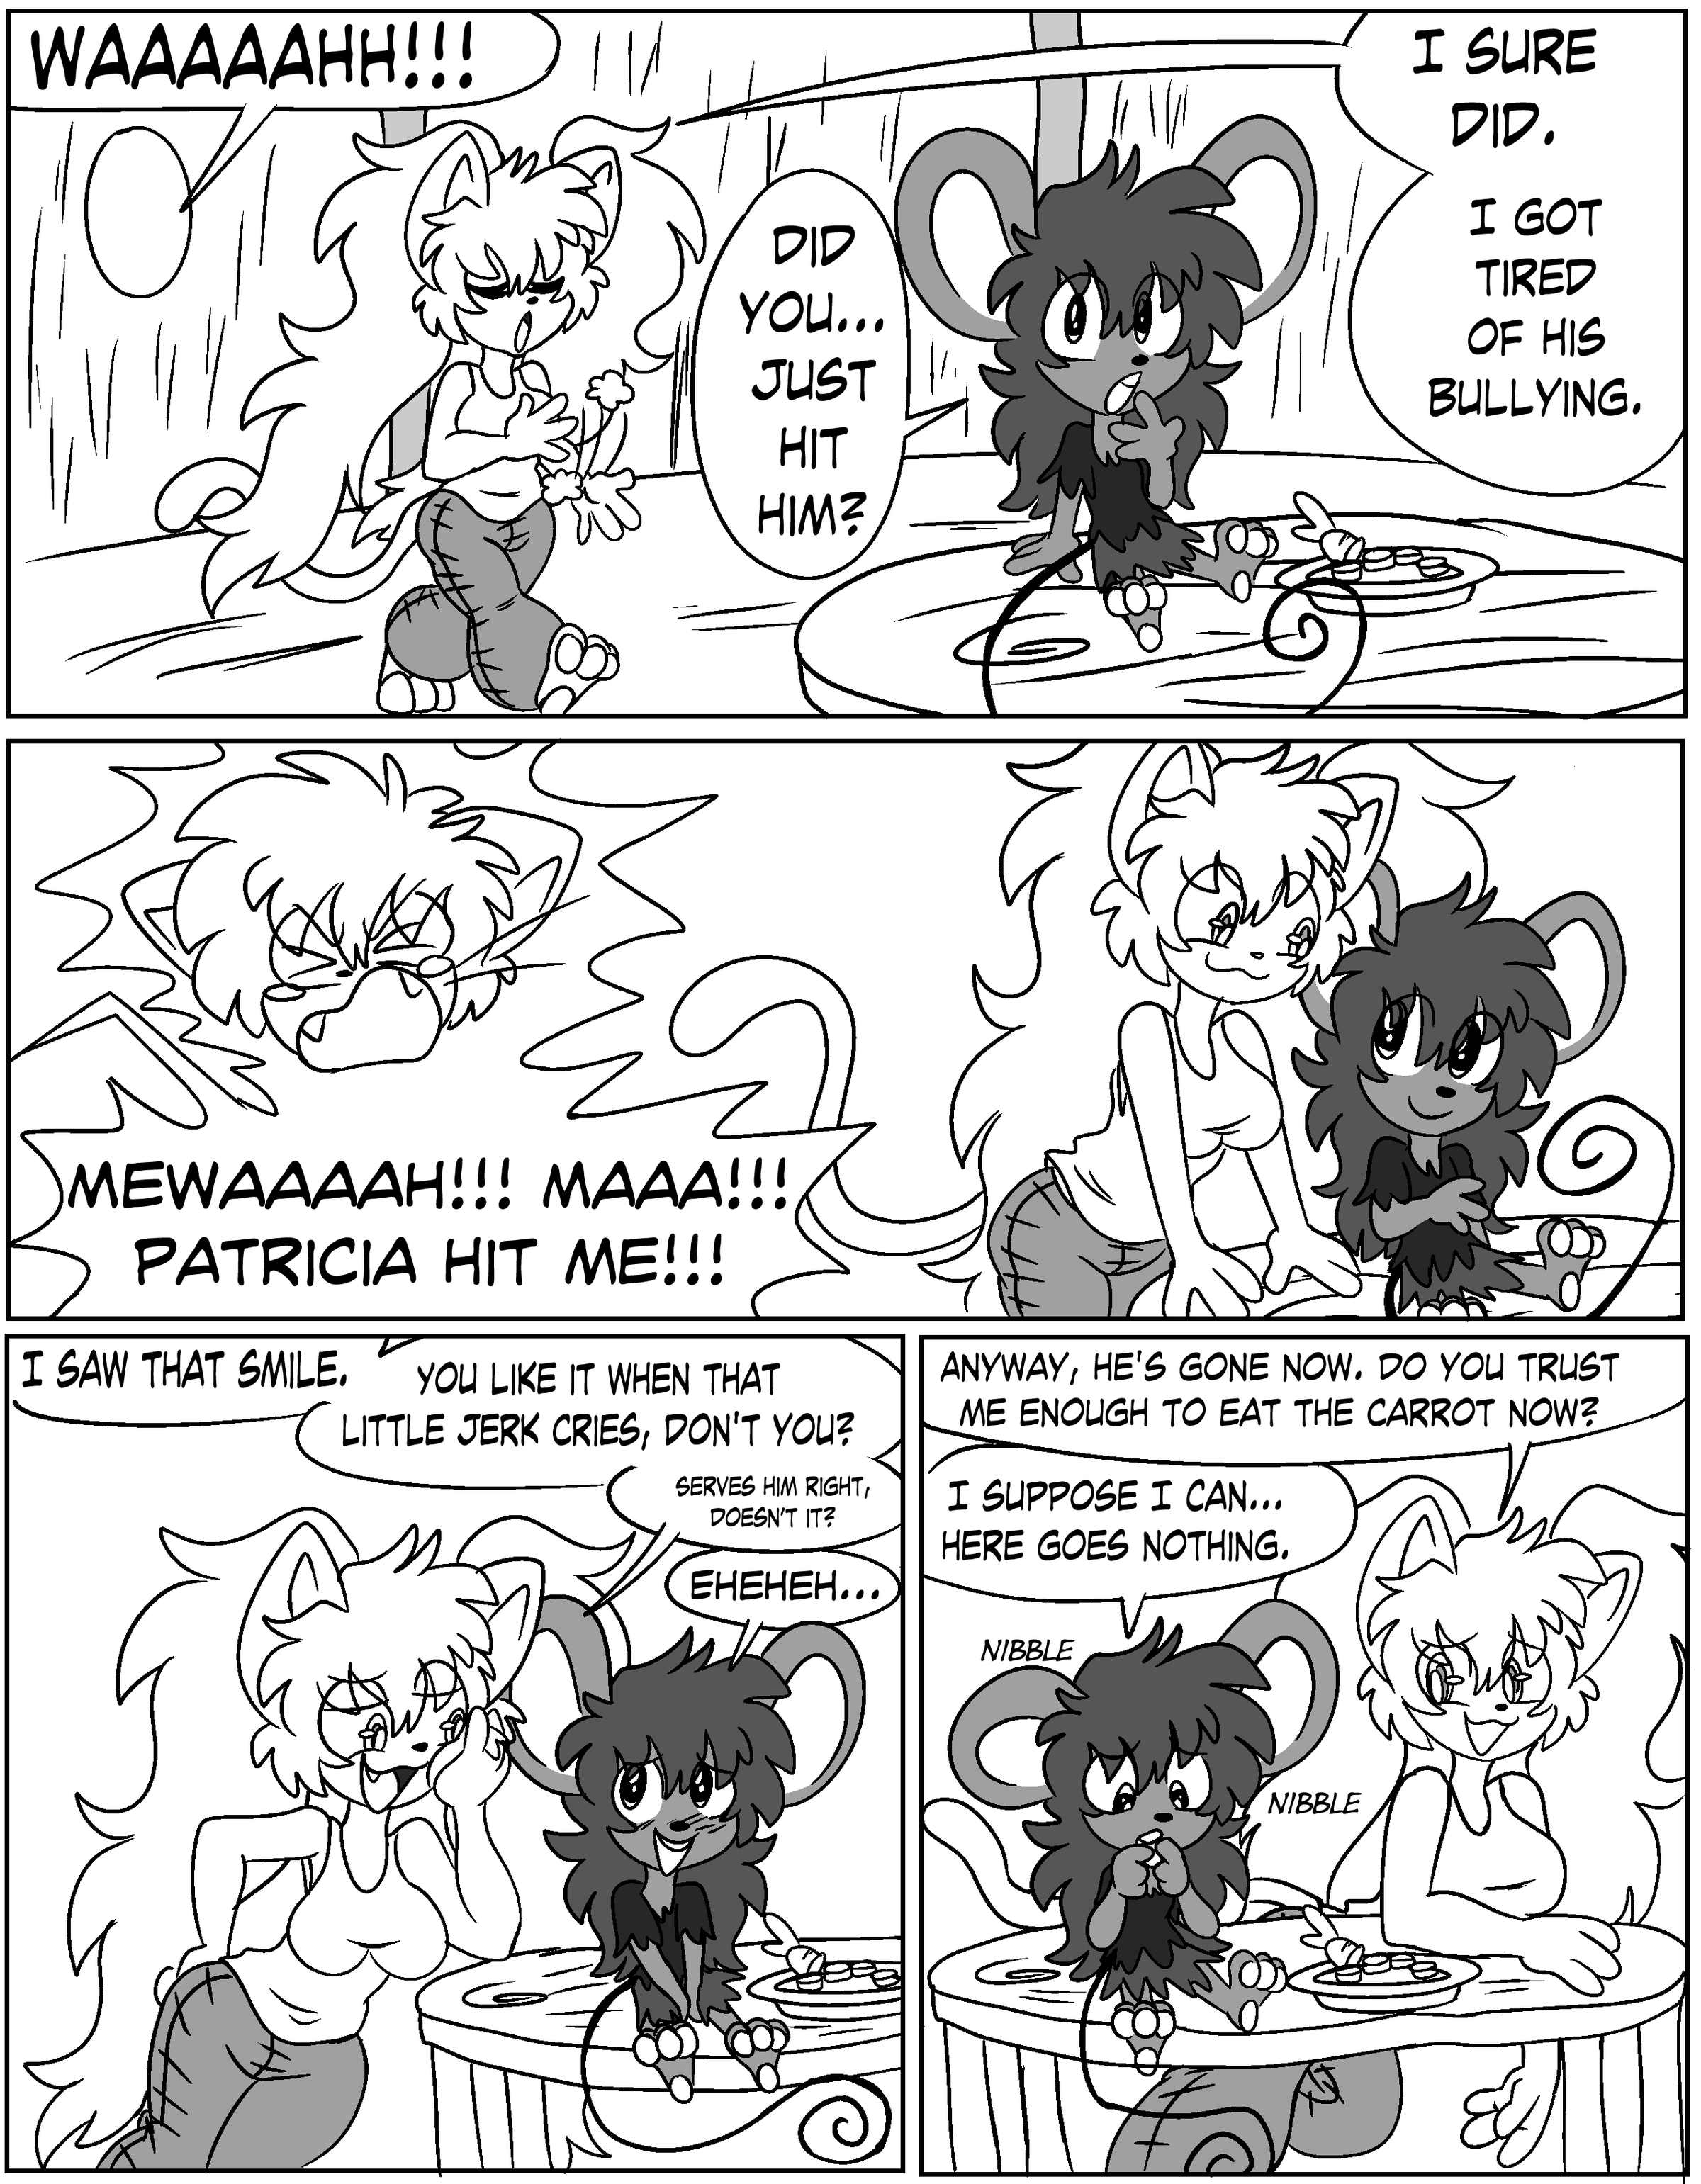 WAAAAAHH!!!
DID
YOU...
JUST
HIT
HIM?
I SURE
DID.
I GOT
TIRED
OF HIS
BULLYING.
MEWAAAAH!!! MAAA!!!
PATRICIA HIT ME!!!
I SAW THAT SMILE.
YOU LIKE IT WHEN THAT
LITTLE JERK CRIES, DON'T YOU?
SERVES HIM RIGHT,
DOESN'T IT?
EHEHEH...
ANYWAY, HE'S GONE NOW. DO YOU TRUST
ME ENOUGH TO EAT THE CARROT NOW?
I SUPPOSE I CAN...
HERE GOES NOTHING.
NIBBLE
NIBBLE